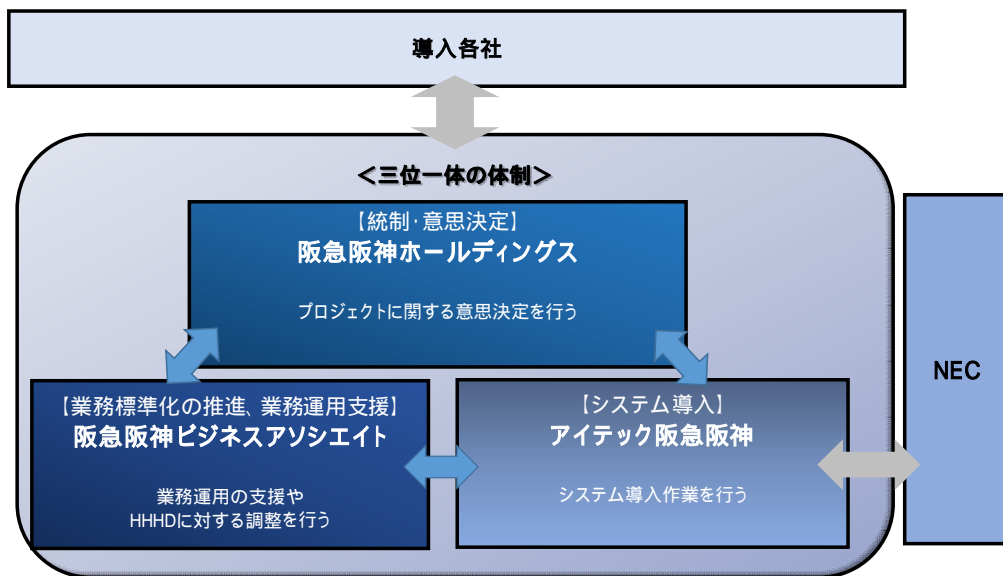 導入各社
＜三位一体の体制＞
【統制･意思決定】
阪急阪神ホールディングス
プロジェクトに関する意思決定を行う
【業務標準化の推進、業務運用支援】
阪急阪神ビジネスアソシエイト
業務運用の支援や
HHHDに対する調整を行う
【システム導入】
アイテック阪急阪神
システム導入作業を行う
NEC